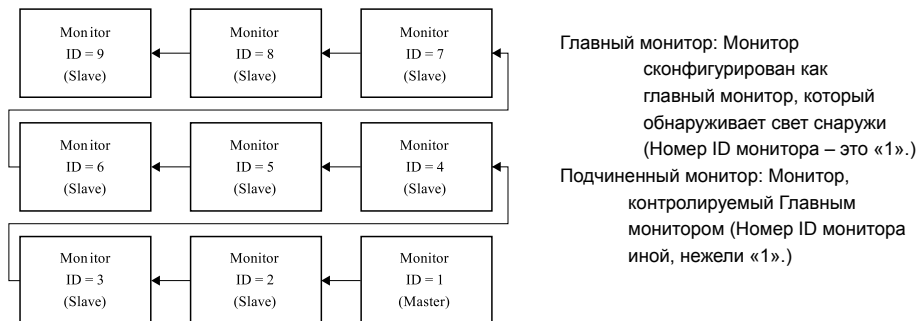 Monitor
ID = 9
(Slave)
Monitor
ID = 8
(Slave)
Monitor
ID = 7
(Slave)
Monitor
ID = 6
(Slave)
Monitor
ID = 5
(Slave)
Monitor
ID = 4
(Slave)
Monitor
ID = 3
(Slave)
Monitor
ID = 2
(Slave)
Monitor
ID = 1
(Master)
Главный монитор: Монитор
сконфигурирован как
главный монитор, который
обнаруживает свет снаружи
(Номер ID монитора – это «1».)
Подчиненный монитор: Монитор,
контролируемый Главным
монитором (Номер ID монитора
иной, нежели «1».)